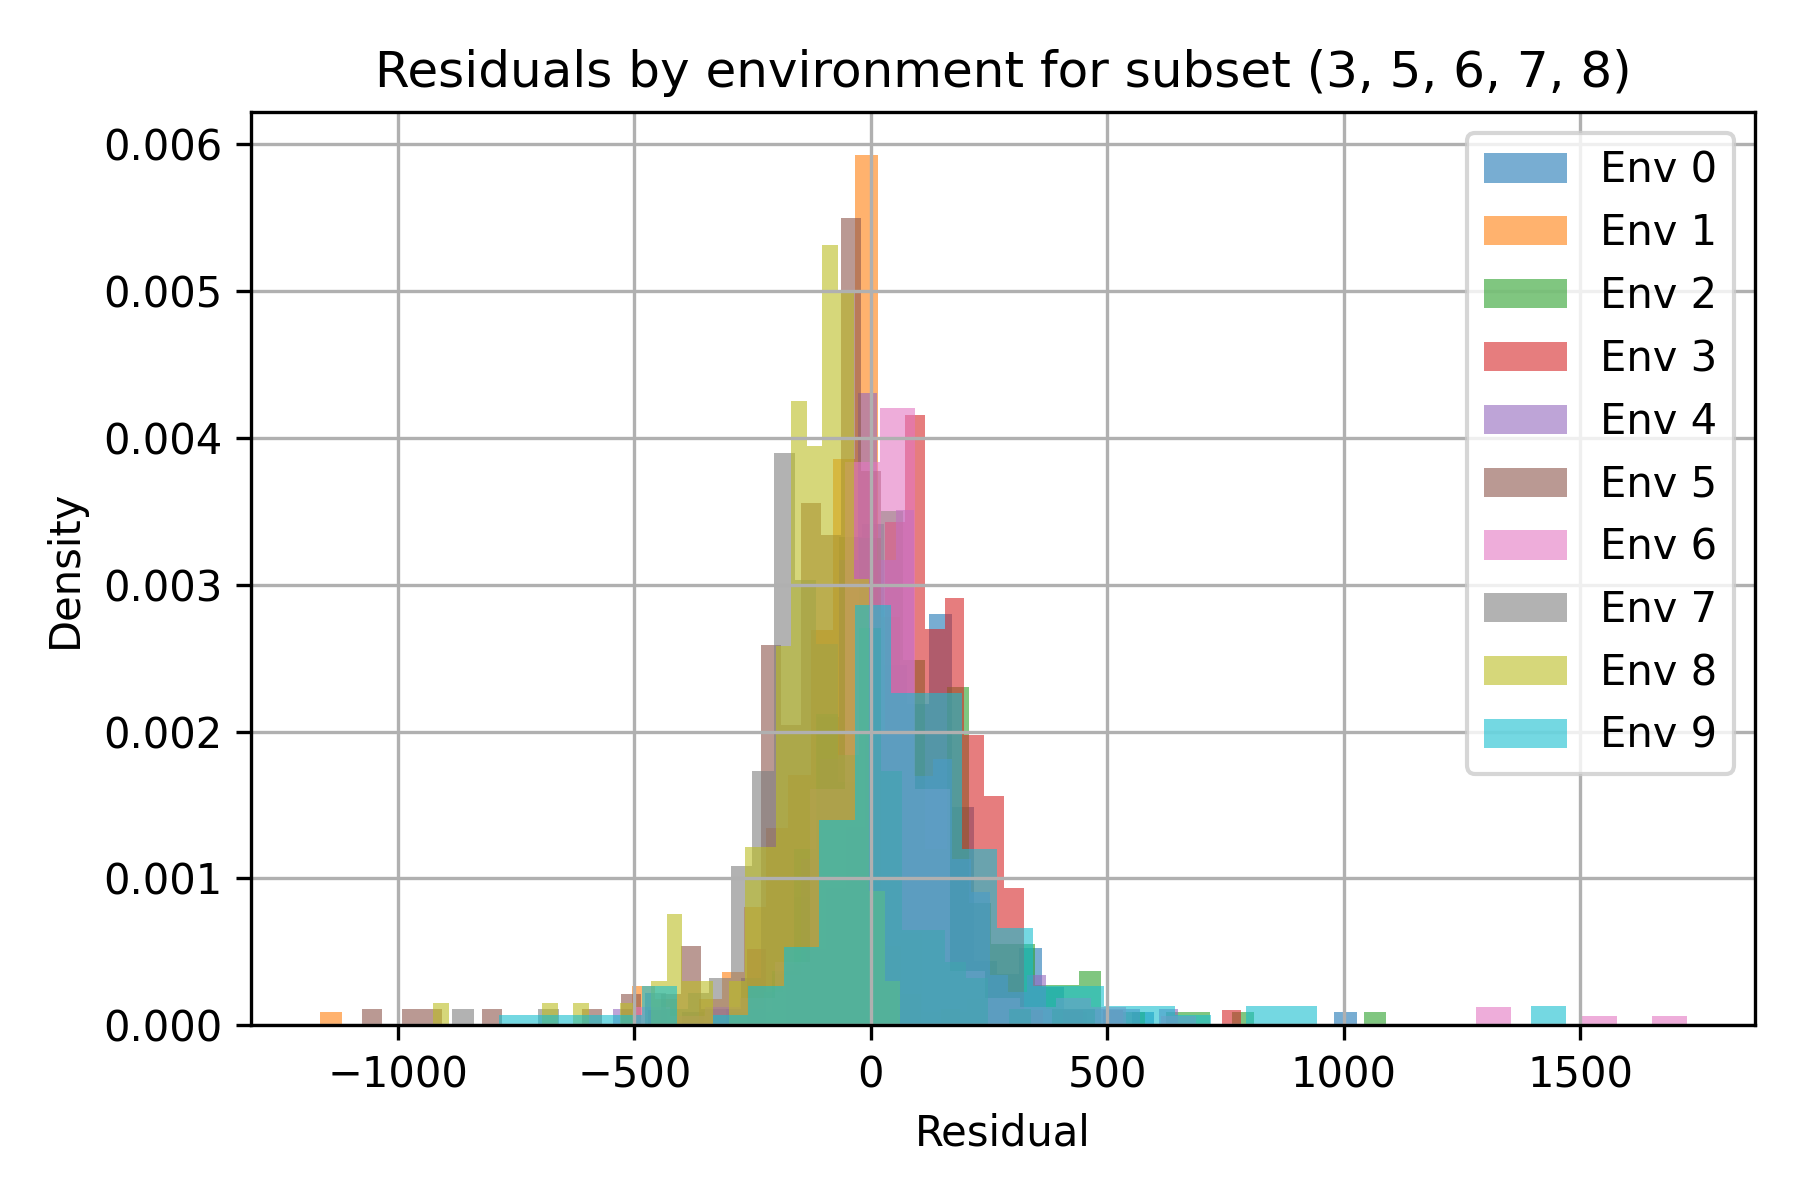 Residuals by environment for subset (3, 5, 6, 7, 8)
0.006
0.005
0.004
0.003
0.002
0.001
0.000
Density
−1000
−500
0
500
1000
1500
Residual
Env 0
Env 1
Env 2
Env 3
Env 4
Env 5
Env 6
Env 7
Env 8
Env 9